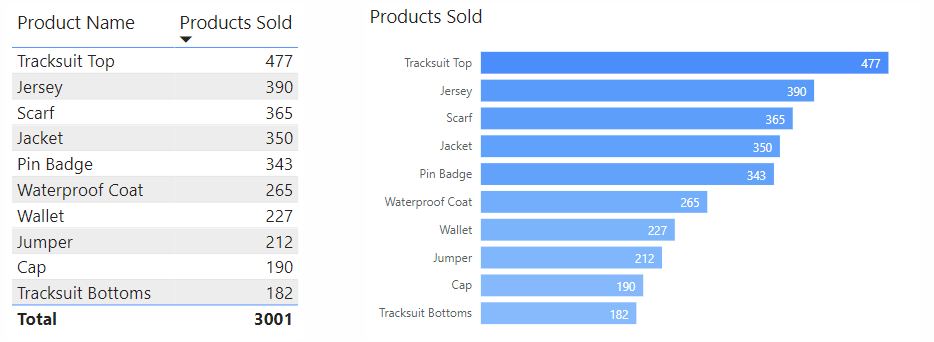 Product Name Products Sold
Tracksuit Top 477
Jersey 390
Scarf 365
Jacket 350
Pin Badge 343
Waterproof Coat 265
Wallet 227
Jumper 212
Cap 190
Tracksuit Bottoms 182
Total 3001
Products Sold
Tracksuit Top 477
Jersey 390
Scarf 365
Jacket 350
Pin Badge 343
Waterproof Coat 265
Wallet 227
Jumper 212
Cap 190
Tracksuit Bottoms 182